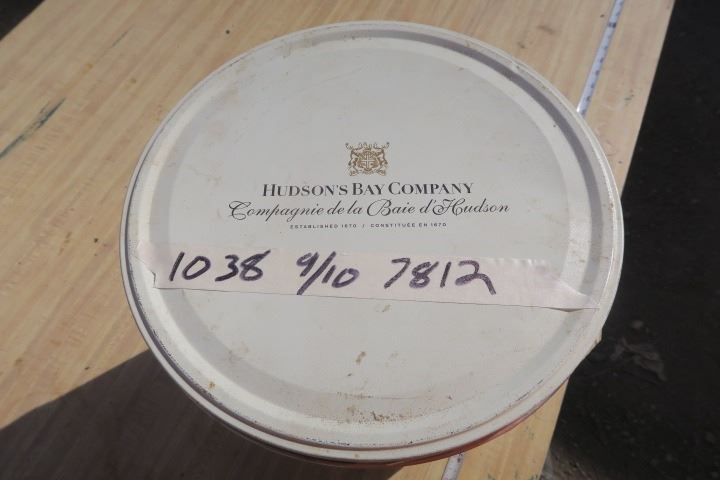 HUDSON'S BAY COMPANY
Compagnie de la Baie d'Hudson
ESTABLISHED 1670 / CONSTITUÉE EN 1670
1038 9/10 7812